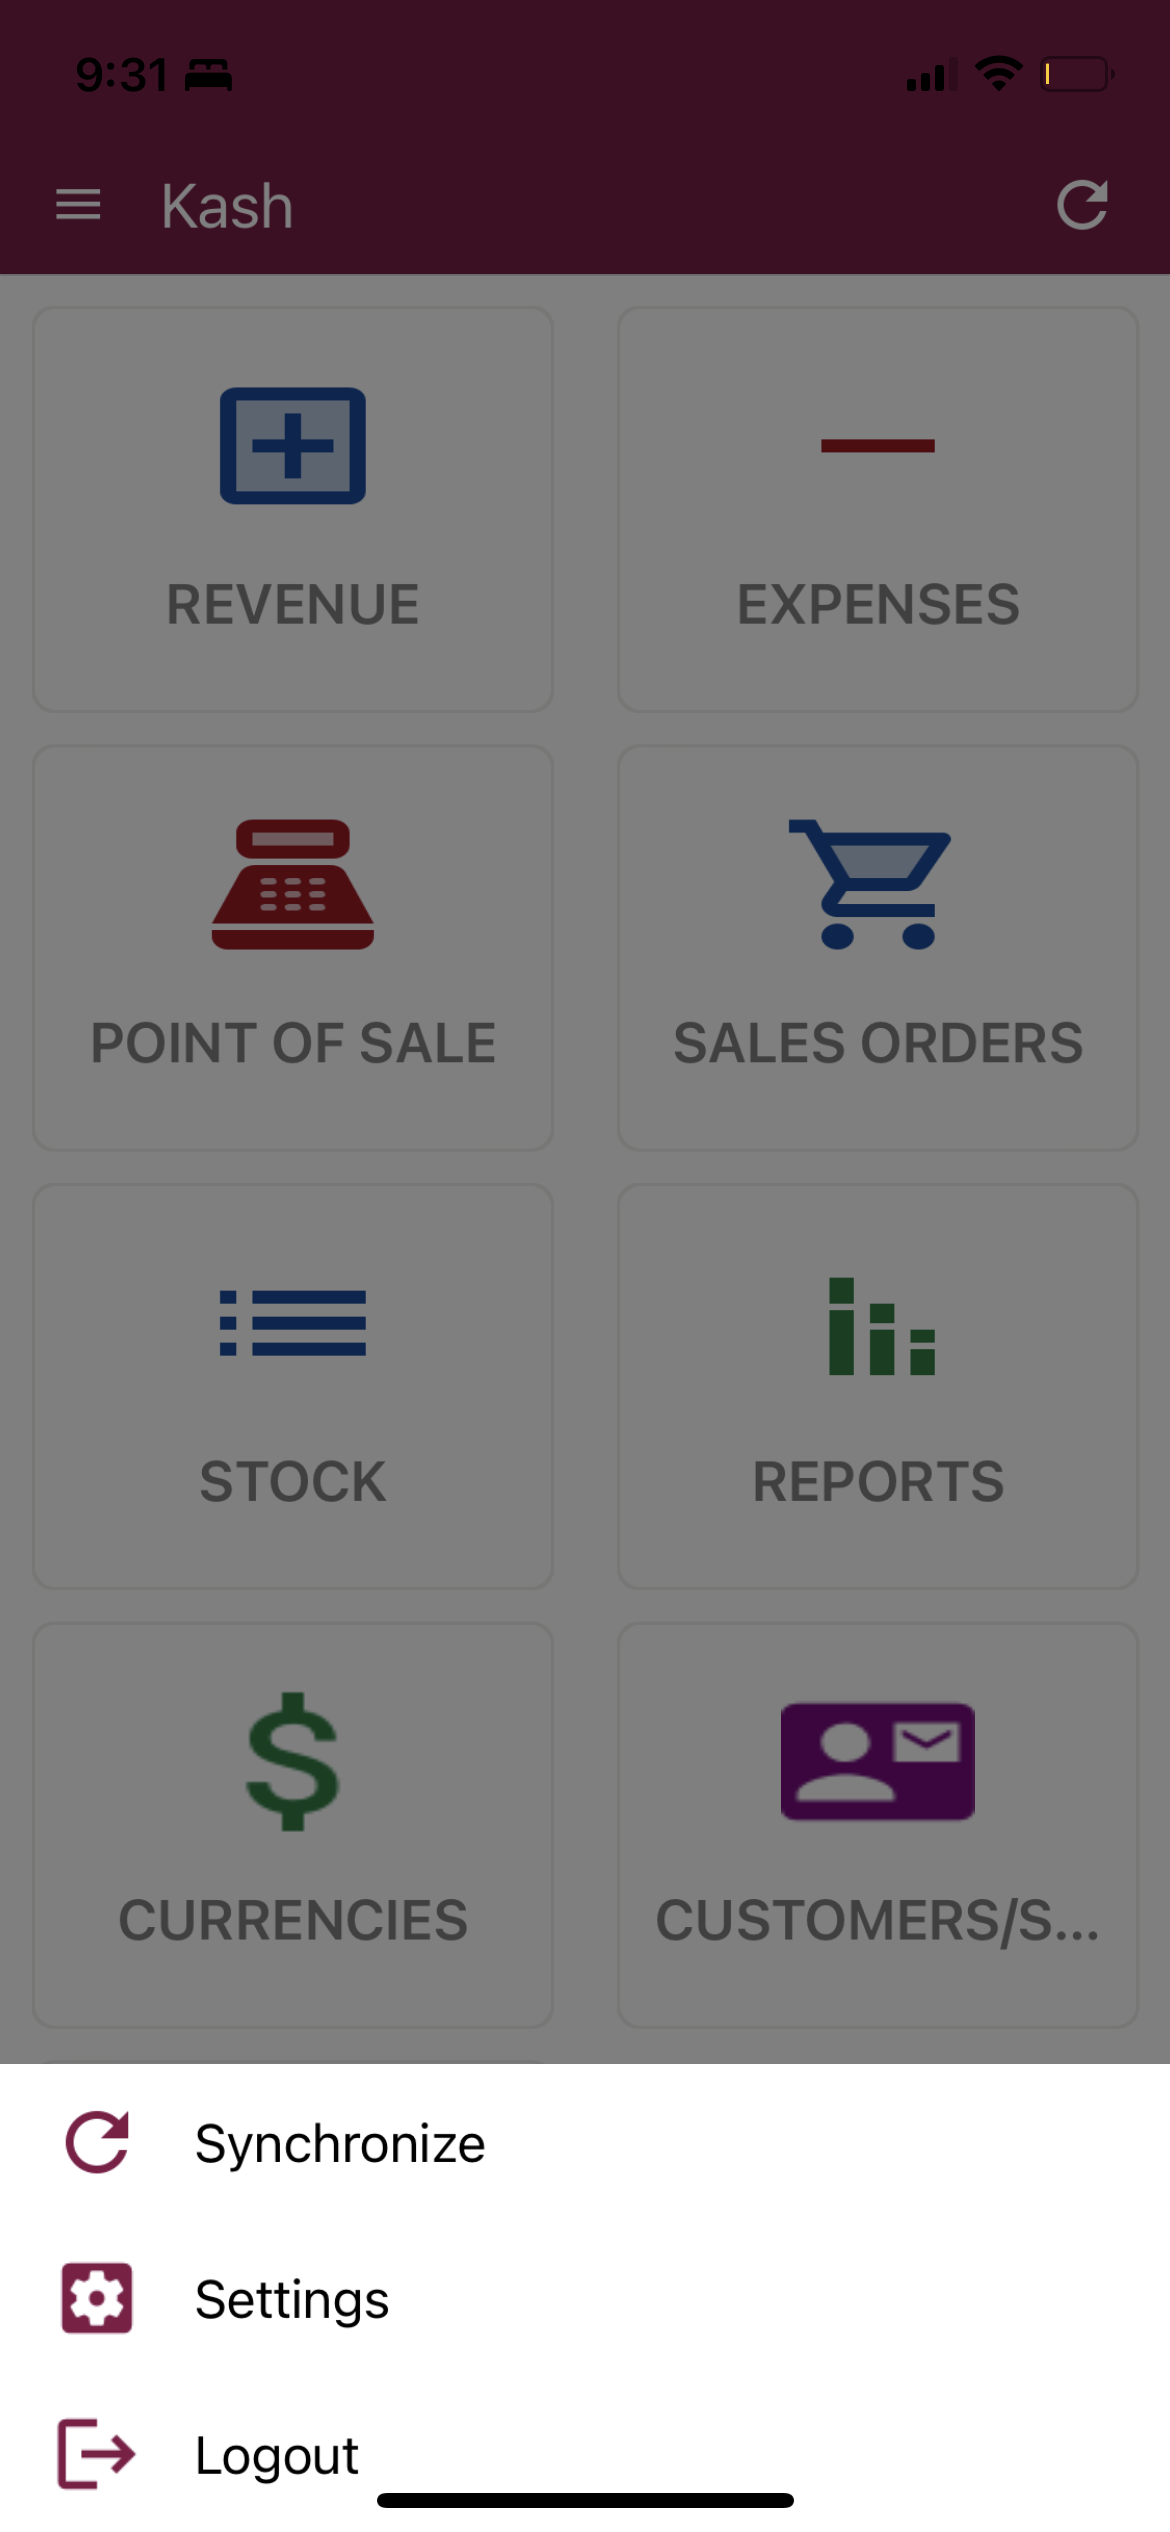 9:31
Kash
REVENUE
EXPENSES
POINT OF SALE
SALES ORDERS
STOCK
REPORTS
CURRENCIES
CUSTOMERS/S...
Synchronize
Settings
Logout